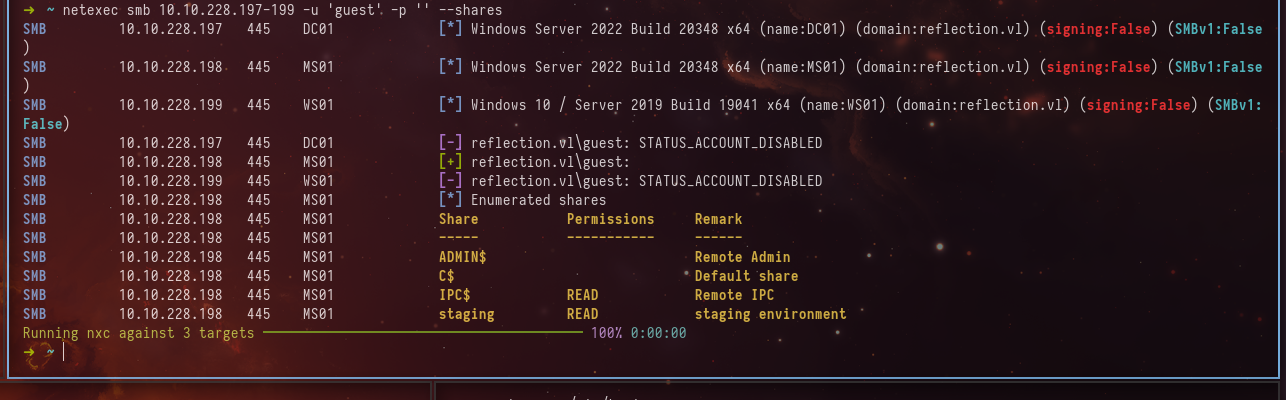 ➜ ~ netexec smb 10.10.228.197-199 -u 'guest' -p '' --shares
SMB 10.10.228.197 445 DC01 [*] Windows Server 2022 Build 20348 x64 (name:DC01) (domain:reflection.vl) (signing:False) (SMBv1:False
)
SMB 10.10.228.198 445 MS01 [*] Windows Server 2022 Build 20348 x64 (name:MS01) (domain:reflection.vl) (signing:False) (SMBv1:False
)
SMB 10.10.228.199 445 WS01 [*] Windows 10 / Server 2019 Build 19041 x64 (name:WS01) (domain:reflection.vl) (signing:False) (SMBv1:
False)
SMB 10.10.228.197 445 DC01 [-] reflection.vl\guest: STATUS_ACCOUNT_DISABLED
SMB 10.10.228.198 445 MS01 [+] reflection.vl\guest:
SMB 10.10.228.199 445 WS01 [-] reflection.vl\guest: STATUS_ACCOUNT_DISABLED
SMB 10.10.228.198 445 MS01 [*] Enumerated shares
SMB 10.10.228.198 445 MS01 Share Permissions Remark
SMB 10.10.228.198 445 MS01 ----- ----------- ------
SMB 10.10.228.198 445 MS01 ADMIN$ Remote Admin
SMB 10.10.228.198 445 MS01 C$ Default share
SMB 10.10.228.198 445 MS01 IPC$ READ Remote IPC
SMB 10.10.228.198 445 MS01 staging READ staging environment
Running nxc against 3 targets 100% 0:00:00
➜ ~